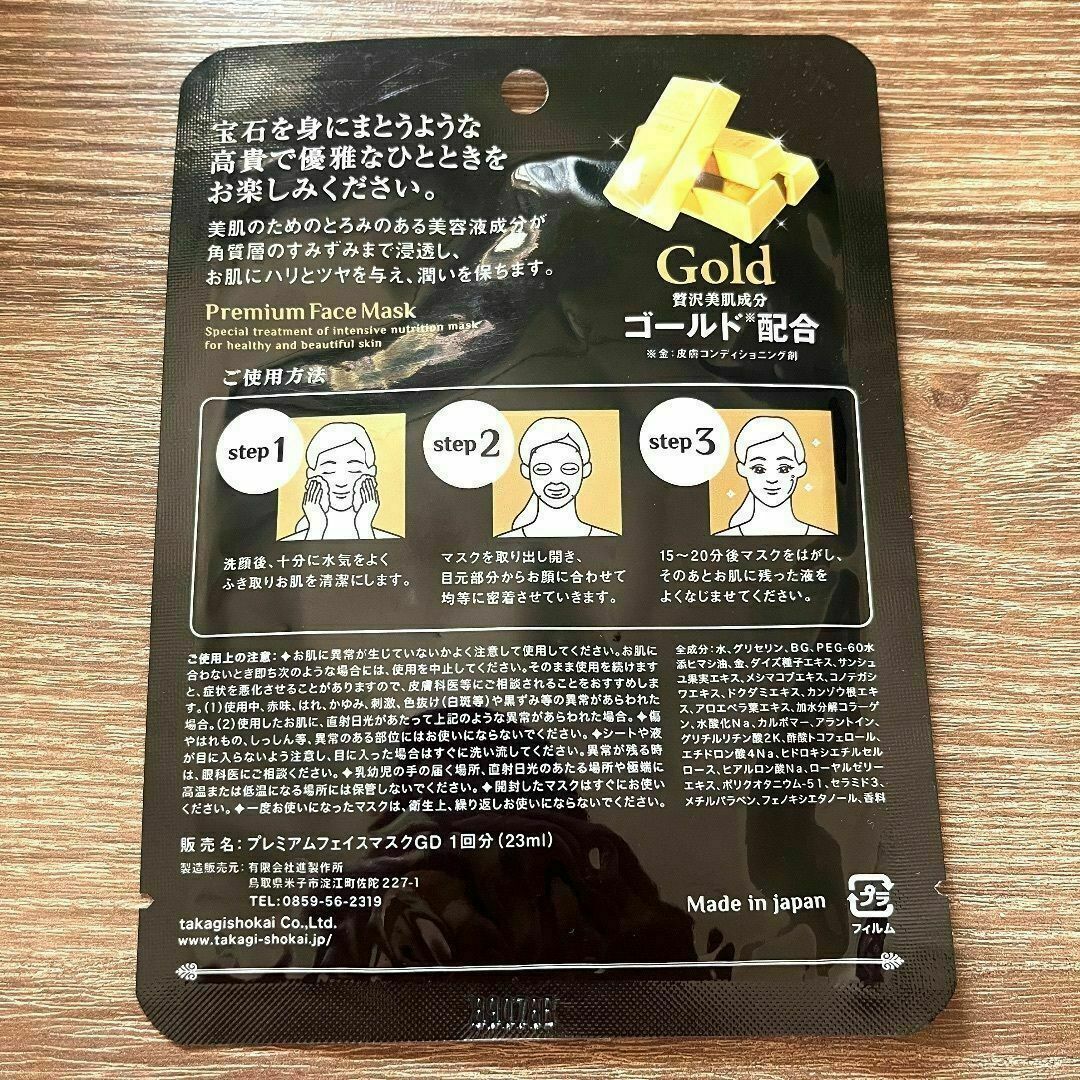 宝石を身にまとうような
高貴で優雅なひとときを
お楽しみください。
美肌のためのとろみのある美容液成分が
角質層のすみずみまで浸透し、
お肌にハリとツヤを与え、潤いを保ちます。
Premium Face Mask
Special treatment of intensive nutrition mask
for healthy and beautiful skin
Gold
贅沢美肌成分
ゴールド※配合
※金:皮膚コンディショニング剤
ご使用方法
step1
洗顔後、十分に水気をよく
ふき取りお肌を清潔にします。
step2
マスクを取り出し開き、
目元部分からお顔に合わせて
均等に密着させていきます。
step3
15～20分後マスクをはがし、
そのあとお肌に残った液を
よくなじませてください。
ご使用上の注意:◆お肌に異常が生じていないかよく注意して使用してください。お肌に
合わないとき即ち次のような場合には、使用を中止してください。そのまま使用を続けます
と、症状を悪化させることがありますので、皮膚科医等にご相談されることをおすすめしま
す。(1)使用中、赤味、はれ、かゆみ、刺激、色抜け(白斑等)や黒ずみ等の異常があらわれた
場合。(2)使用したお肌に、直射日光があたって上記のような異常があらわれた場合。◆傷
やはれもの、しっしん等、異常のある部位にはお使いにならないでください。◆シートや液
が目に入らないよう注意し、目に入った場合はすぐに洗い流してください。異常が残る時
は、眼科医にご相談ください。◆乳幼児の手の届く場所、直射日光のあたる場所や極端に
高温または低温になる場所には保管しないでください。◆開封したマスクはすぐにお使い
ください。◆一度お使いになったマスクは、衛生上、繰り返しお使いにならないでください。
全成分:水、グリセリン、BG、PEG-60水
添ヒマシ油、金、ダイズ種子エキス、サンシュ
ユ果実エキス、メシマコブエキス、コノテガシ
ワエキス、ドクダミエキス、カンゾウ根エキ
ス、アロエベラ葉エキス、加水分解コラーゲ
ン、水酸化Na、カルボマー、アラントイン、
グリチルリチン酸2K、酢酸トコフェロール、
エチドロン酸4Na、ヒドロキシエチルセル
ロース、ヒアルロン酸Na、ローヤルゼリー
エキス、ポリクオタニウム-51、セラミド3、
メチルパラベン、フェノキシエタノール、香料
販売名:プレミアムフェイスマスクGD 1回分(23ml)
製造販売元:有限会社進製作所
鳥取県米子市淀江町佐陀 227-1
TEL:0859-56-2319
takagishokai Co.,Ltd.
www.takagi-shokai.jp/
Made in japan
プラ
フィルム